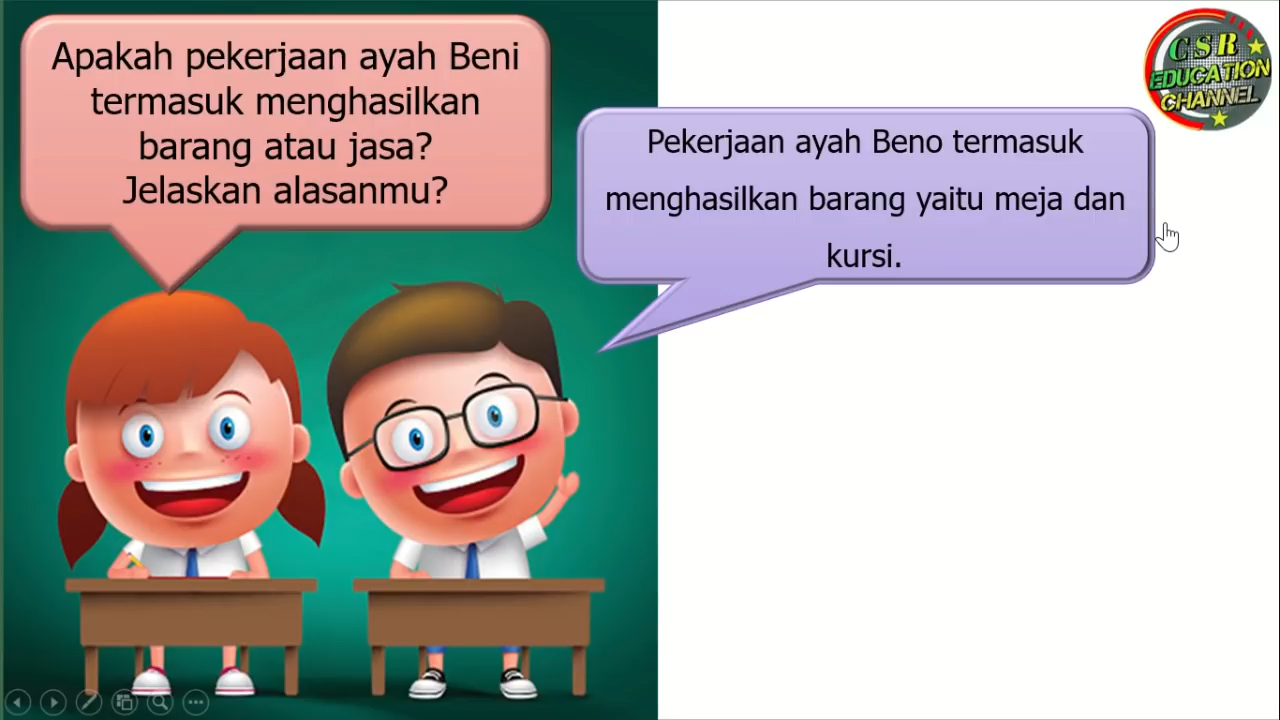 Apakah pekerjaan ayah Beni
termasuk menghasilkan
barang atau jasa?
Jelaskan alasanmu?
Pekerjaan ayah Beno termasuk
menghasilkan barang yaitu meja dan
kursi.
CSR
EDUCATION
CHANNEL